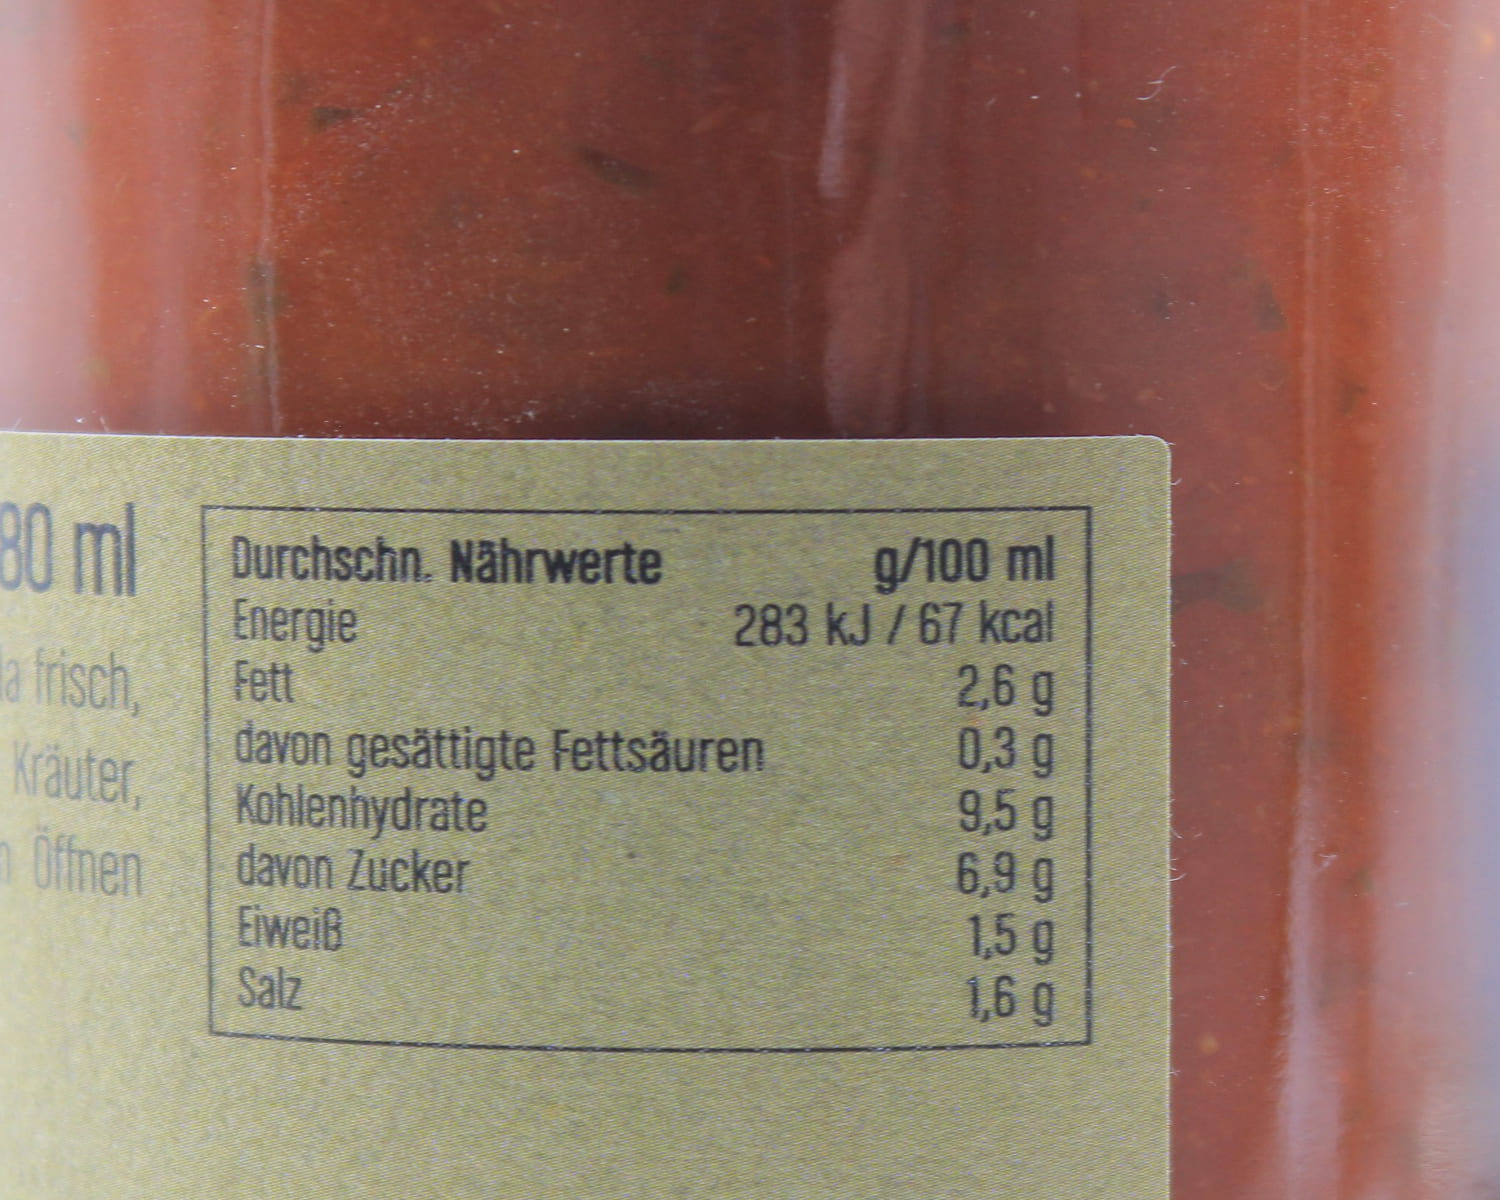 80 ml
frisch,
Kräuter,
Öffnen
Durchschn. Nährwerte g/100 ml
Energie 283 kJ / 67 kcal
Fett 2,6 g
davon gesättigte Fettsäuren 0,3 g
Kohlenhydrate 9,5 g
davon Zucker 6,9 g
Eiweiß 1,5 g
Salz 1,6 g